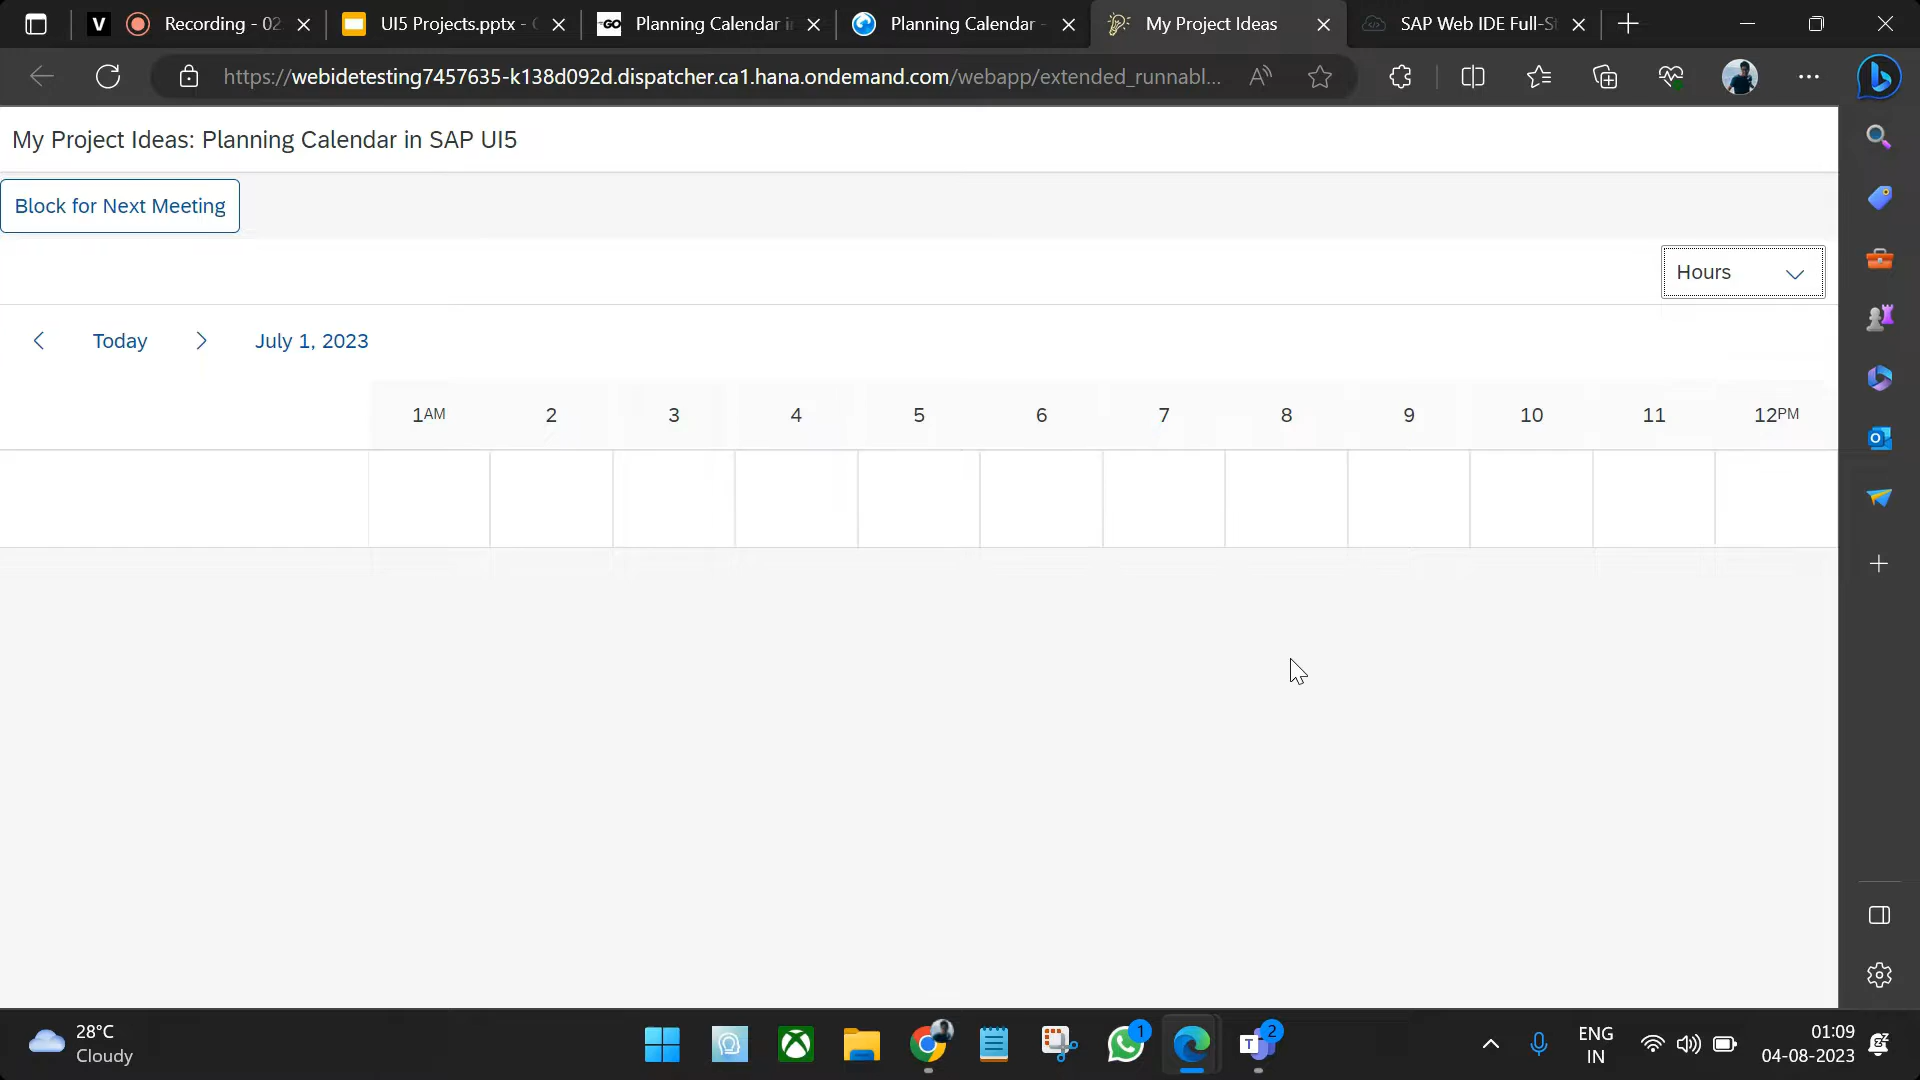 Recording - 02
UI5 Projects.pptx -
Planning Calendar i
Planning Calendar -
My Project Ideas
SAP Web IDE Full-St
https://webidetesting7457635-k138d092d.dispatcher.ca1.hana.ondemand.com/webapp/extended_runnabl...
My Project Ideas: Planning Calendar in SAP UI5
Block for Next Meeting
Hours
Today July 1, 2023
1AM 2 3 4 5 6 7 8 9 10 11 12PM
28°C
Cloudy
1
2
ENG
IN
01:09
04-08-2023